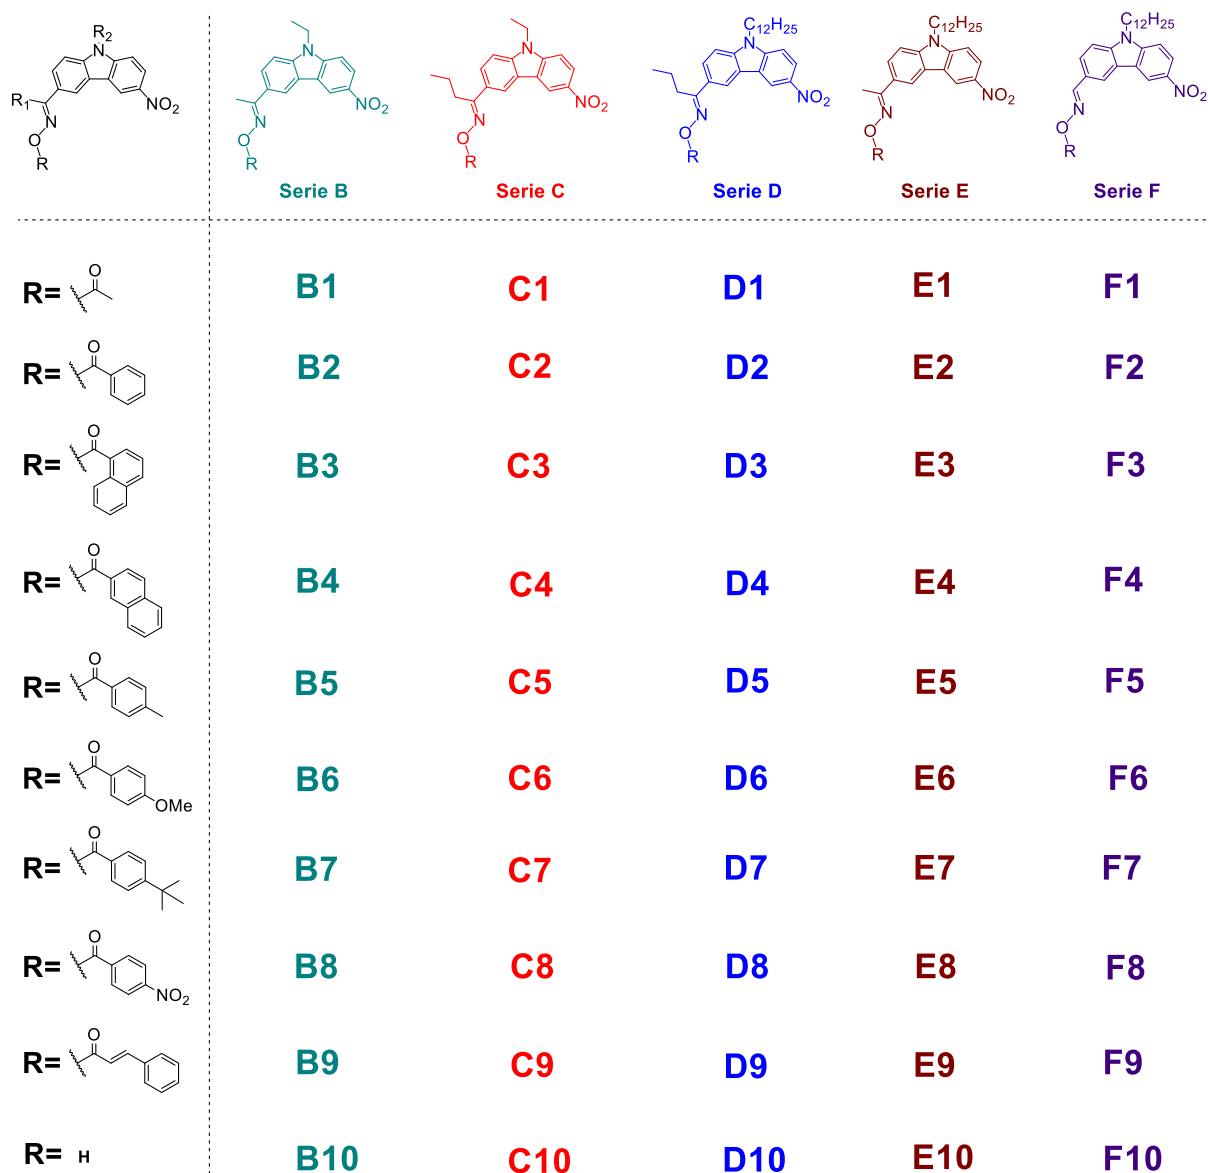 R2
N
R1
NO2
N
O
R
N
NO2
N
O
R
Serie B
N
NO2
N
O
R
Serie C
C12H25
N
NO2
N
O
R
Serie D
C12H25
N
NO2
N
O
R
Serie E
C12H25
N
NO2
N
O
R
Serie F
O
R= B1 C1 D1 E1 F1
O
R= B2 C2 D2 E2 F2
O
R= B3 C3 D3 E3 F3
O
R= B4 C4 D4 E4 F4
O
R= B5 C5 D5 E5 F5
O
R= B6 C6 D6 E6 F6
OMe
O
R= B7 C7 D7 E7 F7
O
R= B8 C8 D8 E8 F8
NO2
O
R= B9 C9 D9 E9 F9
R= H B10 C10 D10 E10 F10